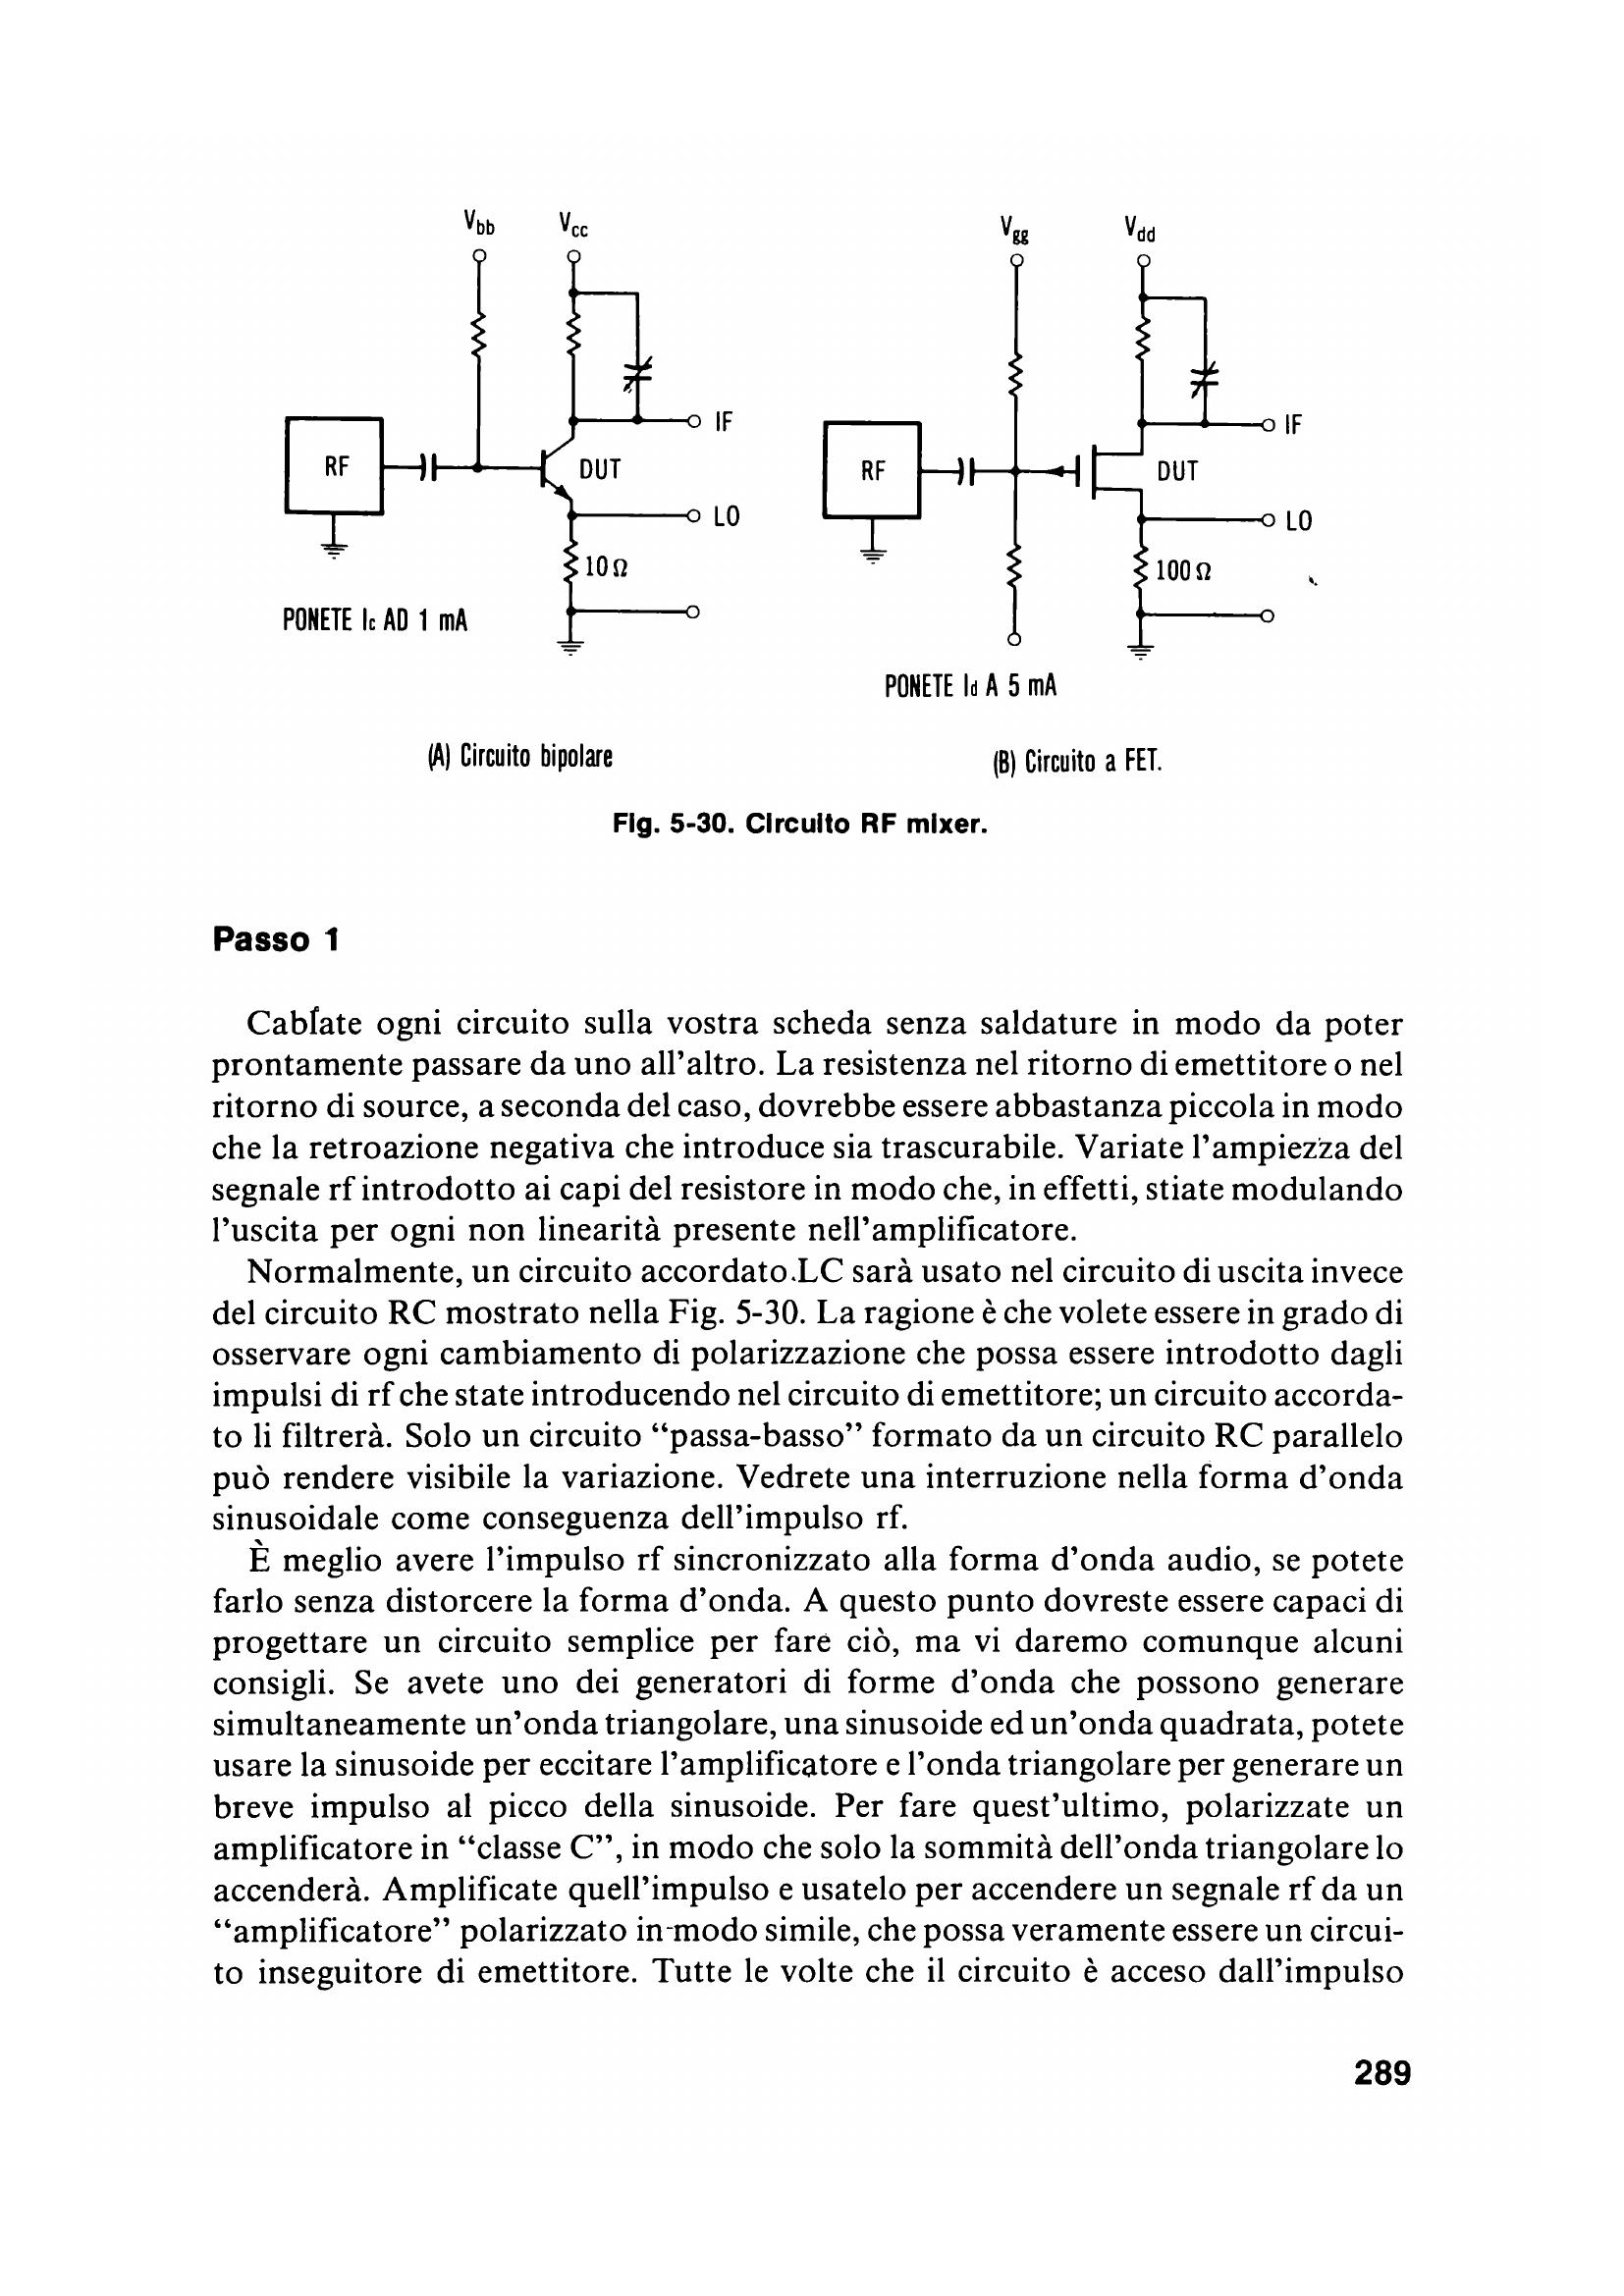 Vbb Vcc
Vgg Vdd
IF
IF
RF DUT
RF DUT
LO
LO
10Ω
100Ω
PONETE Ic AD 1 mA
PONETE Id A 5 mA
(A) Circuito bipolare
(B) Circuito a FET.
Fig. 5-30. Circuito RF mixer.
Passo 1
Cablate ogni circuito sulla vostra scheda senza saldature in modo da poter
prontamente passare da uno all'altro. La resistenza nel ritorno di emettitore o nel
ritorno di source, a seconda del caso, dovrebbe essere abbastanza piccola in modo
che la retroazione negativa che introduce sia trascurabile. Variate l'ampiezza del
segnale rf introdotto ai capi del resistore in modo che, in effetti, stiate modulando
l'uscita per ogni non linearità presente nell'amplificatore.
Normalmente, un circuito accordato LC sarà usato nel circuito di uscita invece
del circuito RC mostrato nella Fig. 5-30. La ragione è che volete essere in grado di
osservare ogni cambiamento di polarizzazione che possa essere introdotto dagli
impulsi di rf che state introducendo nel circuito di emettitore; un circuito accorda-
to li filtrerà. Solo un circuito “passa-basso” formato da un circuito RC parallelo
può rendere visibile la variazione. Vedrete una interruzione nella forma d'onda
sinusoidale come conseguenza dell'impulso rf.
È meglio avere l'impulso rf sincronizzato alla forma d'onda audio, se potete
farlo senza distorcere la forma d'onda. A questo punto dovreste essere capaci di
progettare un circuito semplice per fare ciò, ma vi daremo comunque alcuni
consigli. Se avete uno dei generatori di forme d'onda che possono generare
simultaneamente un'onda triangolare, una sinusoide ed un'onda quadrata, potete
usare la sinusoide per eccitare l'amplificatore e l'onda triangolare per generare un
breve impulso al picco della sinusoide. Per fare quest'ultimo, polarizzate un
amplificatore in “classe C”, in modo che solo la sommità dell'onda triangolare lo
accenderà. Amplificate quell'impulso e usatelo per accendere un segnale rf da un
“amplificatore” polarizzato in modo simile, che possa veramente essere un circui-
to inseguitore di emettitore. Tutte le volte che il circuito è acceso dall'impulso
289